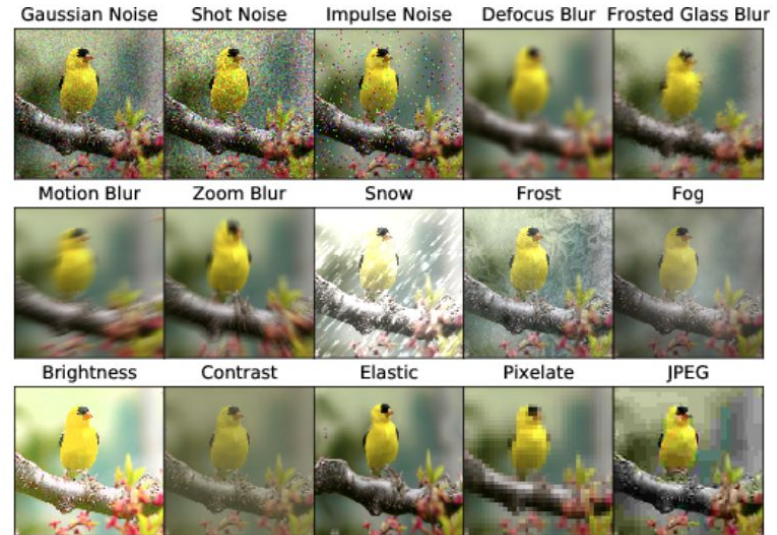 Gaussian Noise Shot Noise Impulse Noise Defocus Blur Frosted Glass Blur
Motion Blur Zoom Blur Snow Frost Fog
Brightness Contrast Elastic Pixelate JPEG